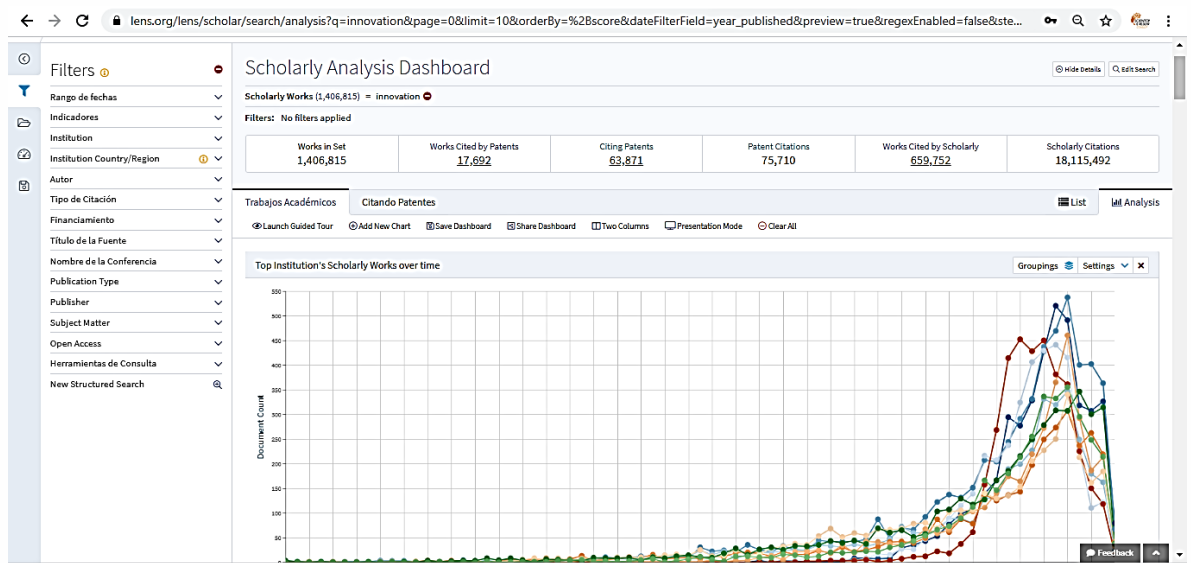 lens.org/lens/scholar/search/analysis?q=innovation&page=0&limit=10&orderBy=%2Bscore&dateFilterField=year_published&preview=true&regexEnabled=false&ste...
Filters
Rango de fechas
Indicadores
Institution
Institution Country/Region
Autor
Tipo de Citación
Financiamiento
Título de la Fuente
Nombre de la Conferencia
Publication Type
Publisher
Subject Matter
Open Access
Herramientas de Consulta
New Structured Search
Scholarly Analysis Dashboard
Hide Details Edit Search
Scholarly Works (1,406,815) = innovation
Filters: No filters applied
Works in Set Works Cited by Patents Citing Patents Patent Citations Works Cited by Scholarly Scholarly Citations
1,406,815 17,692 63,871 75,710 659,752 18,115,492
Trabajos Académicos Citando Patentes List Analysis
Launch Guided Tour Add New Chart Save Dashboard Share Dashboard Two Columns Presentation Mode Clear All
Top Institution's Scholarly Works over time Groupings Settings
Document Count
550
500
450
400
350
300
250
200
150
100
50
Feedback